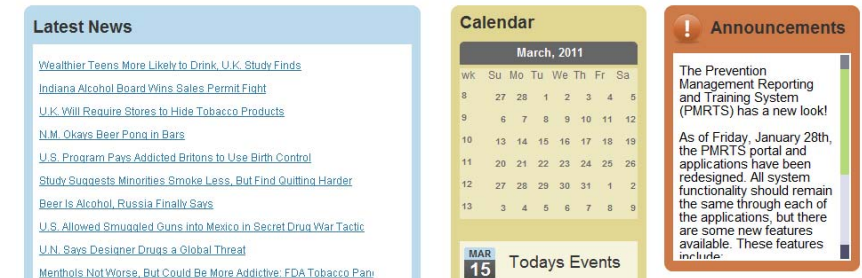 Latest News
Wealthier Teens More Likely to Drink, U.K. Study Finds
Indiana Alcohol Board Wins Sales Permit Fight
U.K. Will Require Stores to Hide Tobacco Products
N.M. Okays Beer Pong in Bars
U.S. Program Pays Addicted Britons to Use Birth Control
Study Suggests Minorities Smoke Less, But Find Quitting Harder
Beer Is Alcohol, Russia Finally Says
U.S. Allowed Smuggled Guns into Mexico in Secret Drug War Tactic
U.N. Says Designer Drugs a Global Threat
Menthols Not Worse, But Could Be More Addictive: FDA Tobacco
Calendar
March, 2011
wk Su Mo Tu We Th Fr Sa
8 27 28 1 2 3 4 5
9 6 7 8 9 10 11 12
10 13 14 15 16 17 18 19
11 20 21 22 23 24 25 26
12 27 28 29 30 31 1 2
13 3 4 5 6 7 8 9
MAR
15
Todays Events
! Announcements
The Prevention
Management Reporting
and Training System
(PMRTS) has a new look!
As of Friday, January 28th,
the PMRTS portal and
applications have been
redesigned. All system
functionality should remain
the same through each of
the applications, but there
are some new features
available. These features
include: